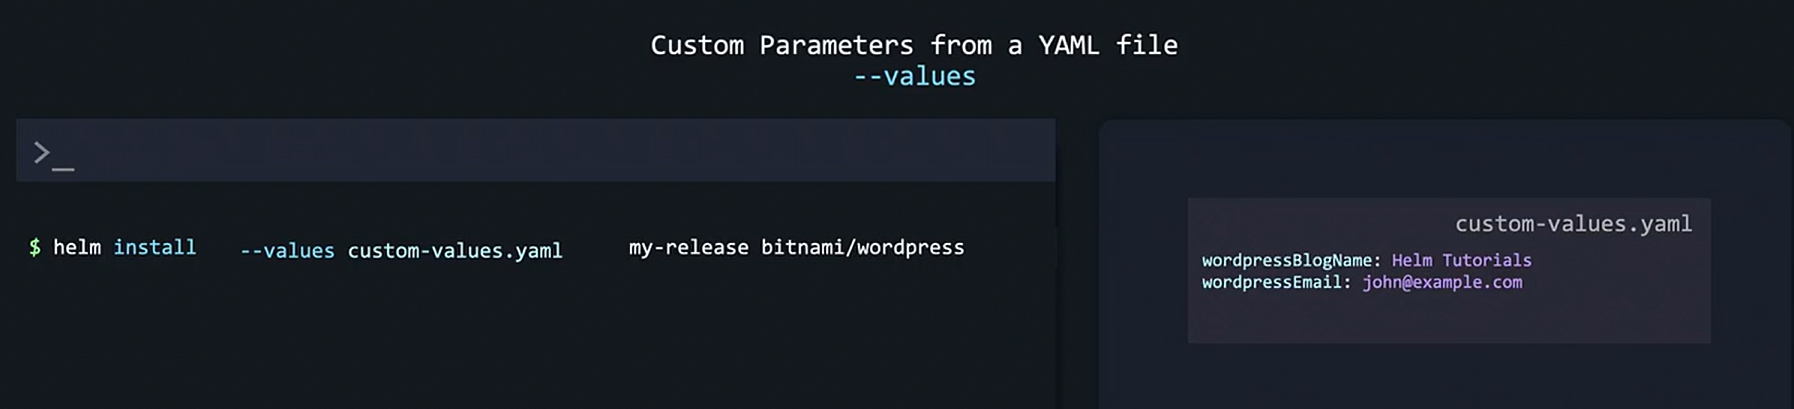 Custom Parameters from a YAML file
--values
>_
$ helm install --values custom-values.yaml my-release bitnami/wordpress
custom-values.yaml
wordpressBlogName: Helm Tutorials
wordpressEmail: john@example.com